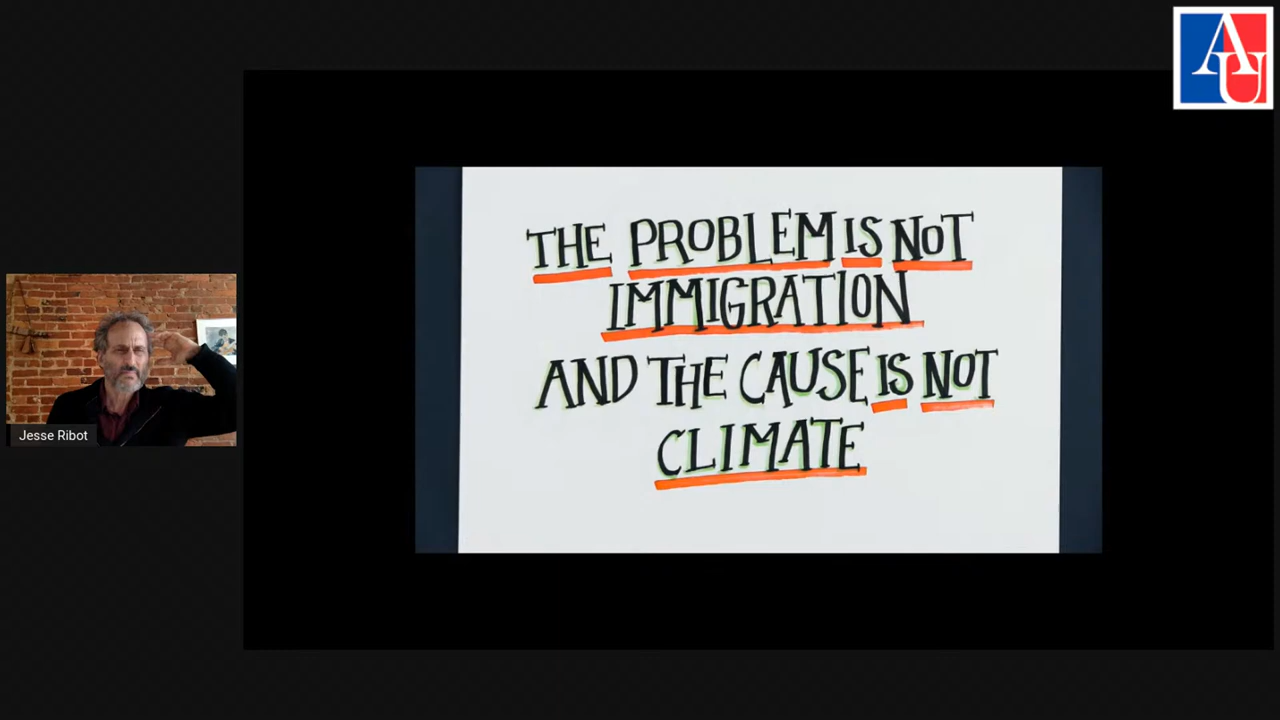 AU
THE PROBLEM IS NOT
IMMIGRATION
AND THE CAUSE IS NOT
CLIMATE
Jesse Ribot